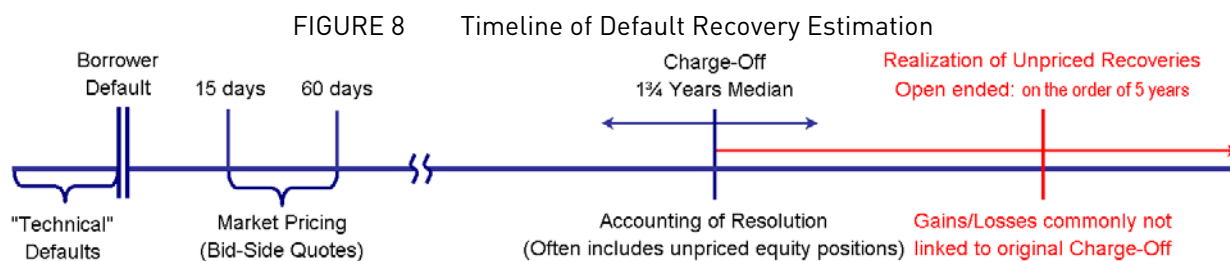 FIGURE 8 Timeline of Default Recovery Estimation
Borrower
Default
15 days
60 days
Charge-Off
1¾ Years Median
Realization of Unpriced Recoveries
Open ended: on the order of 5 years
"Technical"
Defaults
Market Pricing
(Bid-Side Quotes)
Accounting of Resolution
(Often includes unpriced equity positions)
Gains/Losses commonly not
linked to original Charge-Off